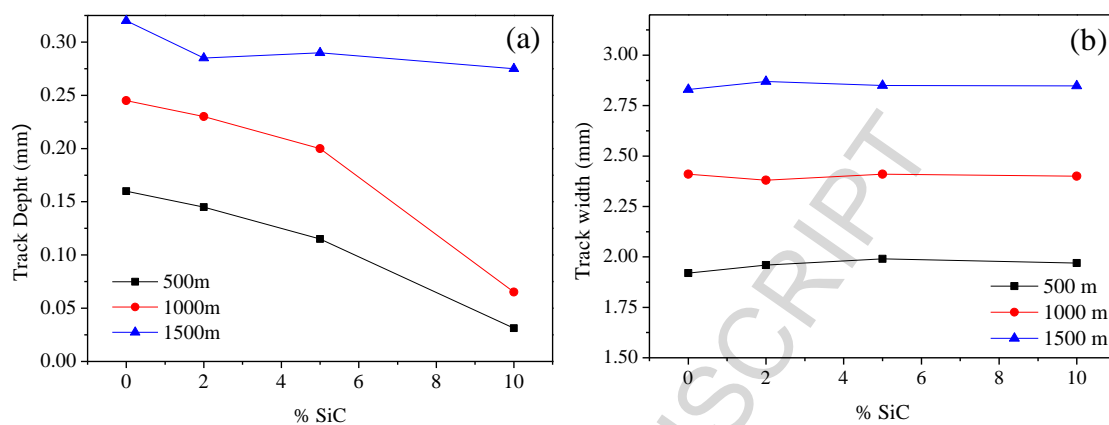 (a)
Track Depht (mm)
0.30
0.25
0.20
0.15
0.10
0.05
0.00
500m
1000m
1500m
0 2 4 6 8 10
% SiC
(b)
Track width (mm)
3.00
2.75
2.50
2.25
2.00
1.75
1.50
500 m
1000 m
1500 m
0 2 4 6 8 10
% SiC
NUSCRIPT